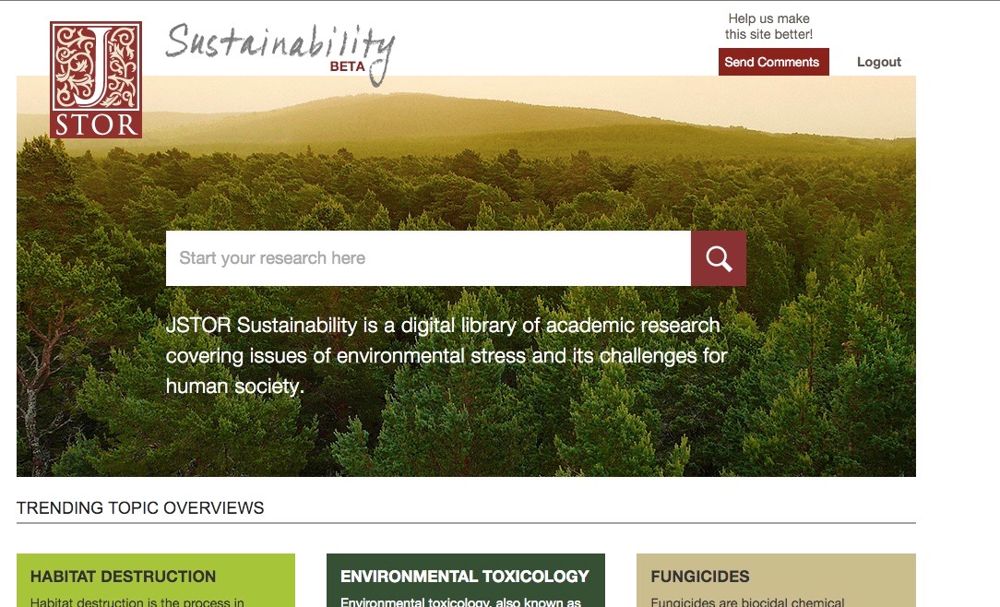 Help us make
this site better!
Sustainability
BETA
Send Comments
Logout
J
STOR
Start your research here
JSTOR Sustainability is a digital library of academic research
covering issues of environmental stress and its challenges for
human society.
TRENDING TOPIC OVERVIEWS
HABITAT DESTRUCTION
Habitat destruction is the process in
ENVIRONMENTAL TOXICOLOGY
Environmental toxicology, also known as
FUNGICIDES
Fungicides are biocidal chemical